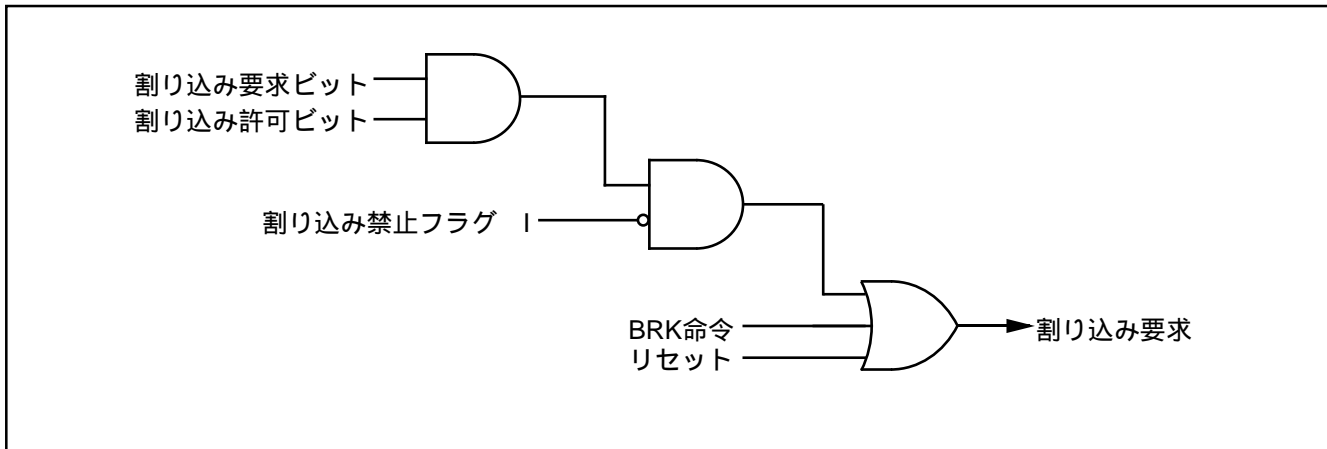 割り込み要求ビット
割り込み許可ビット
割り込み禁止フラグ　I
BRK命令
リセット
割り込み要求